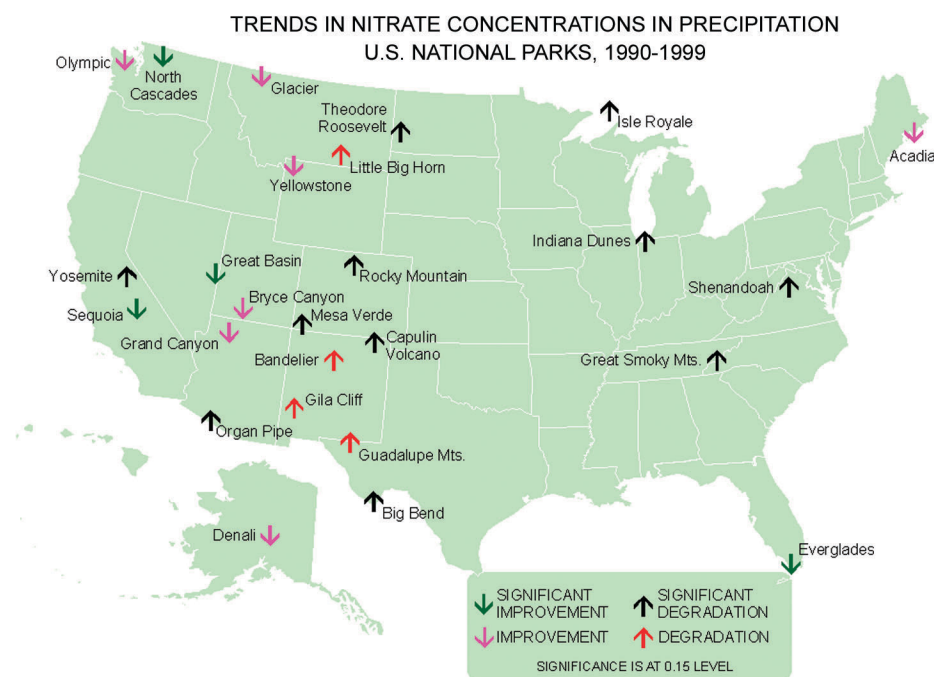 TRENDS IN NITRATE CONCENTRATIONS IN PRECIPITATION
U.S. NATIONAL PARKS, 1990-1999
Olympic
North
Cascades
Glacier
Theodore
Roosevelt
Isle Royale
Acadia
Little Big Horn
Yellowstone
Indiana Dunes
Great Basin
Yosemite
Rocky Mountain
Shenandoah
Sequoia
Bryce Canyon
Mesa Verde
Grand Canyon
Capulin
Volcano
Bandelier
Great Smoky Mts.
Gila Cliff
Organ Pipe
Guadalupe Mts.
Big Bend
Denali
Everglades
SIGNIFICANT
IMPROVEMENT
SIGNIFICANT
DEGRADATION
IMPROVEMENT
DEGRADATION
SIGNIFICANCE IS AT 0.15 LEVEL